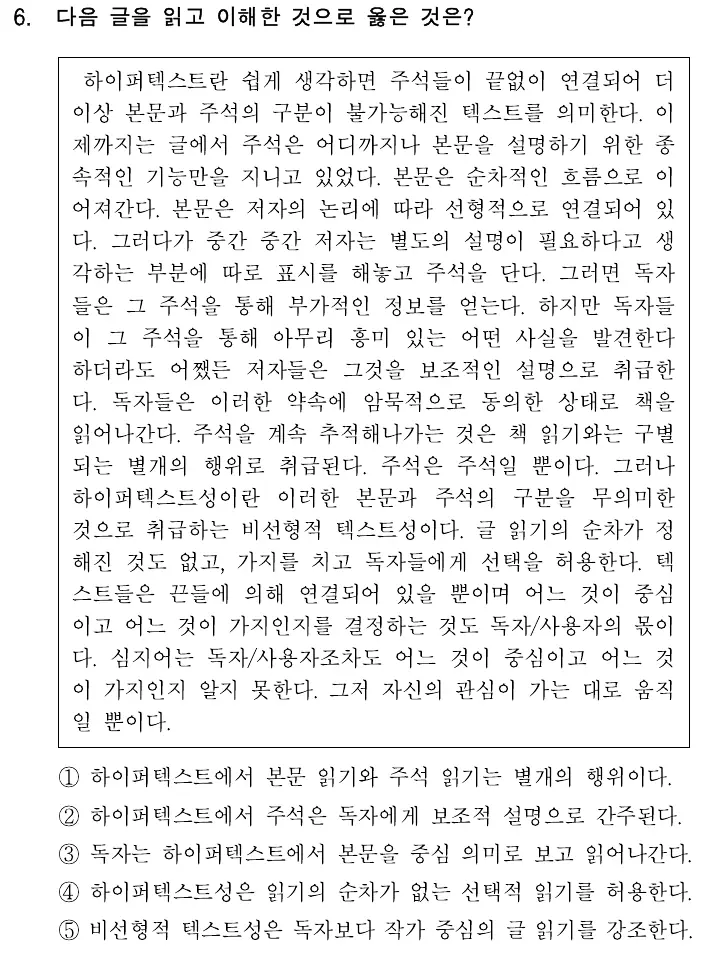 6. 다음 글을 읽고 이해한 것으로 옳은 것은?
하이퍼텍스트란 쉽게 생각하면 주석들이 끝없이 연결되어 더
이상 본문과 주석의 구분이 불가능해진 텍스트를 의미한다. 이
제까지는 글에서 주석은 어디까지나 본문을 설명하기 위한 종
속적인 기능만을 지니고 있었다. 본문은 순차적인 흐름으로 이
어져간다. 본문은 저자의 논리에 따라 선형적으로 연결되어 있
다. 그러다가 중간 중간 저자는 별도의 설명이 필요하다고 생
각하는 부분에 따로 표시를 해놓고 주석을 단다. 그러면 독자
들은 그 주석을 통해 부가적인 정보를 얻는다. 하지만 독자들
이 그 주석을 통해 아무리 흥미 있는 어떤 사실을 발견한다
하더라도 어쨌든 저자들은 그것을 보조적인 설명으로 취급한
다. 독자들은 이러한 약속에 암묵적으로 동의한 상태로 책을
읽어나간다. 주석을 계속 추적해나가는 것은 책 읽기와는 구별
되는 별개의 행위로 취급된다. 주석은 주석일 뿐이다. 그러나
하이퍼텍스트성이란 이러한 본문과 주석의 구분을 무의미한
것으로 취급하는 비선형적 텍스트성이다. 글 읽기의 순차가 정
해진 것도 없고, 가지를 치고 독자들에게 선택을 허용한다. 텍
스트들은 끈들에 의해 연결되어 있을 뿐이며 어느 것이 중심
이고 어느 것이 가지인지를 결정하는 것도 독자/사용자의 몫이
다. 심지어는 독자/사용자조차도 어느 것이 중심이고 어느 것
이 가지인지 알지 못한다. 그저 자신의 관심이 가는 대로 움직
일 뿐이다.
① 하이퍼텍스트에서 본문 읽기와 주석 읽기는 별개의 행위이다.
② 하이퍼텍스트에서 주석은 독자에게 보조적 설명으로 간주된다.
③ 독자는 하이퍼텍스트에서 본문을 중심 의미로 보고 읽어나간다.
④ 하이퍼텍스트성은 읽기의 순차가 없는 선택적 읽기를 허용한다.
⑤ 비선형적 텍스트성은 독자보다 작가 중심의 글 읽기를 강조한다.